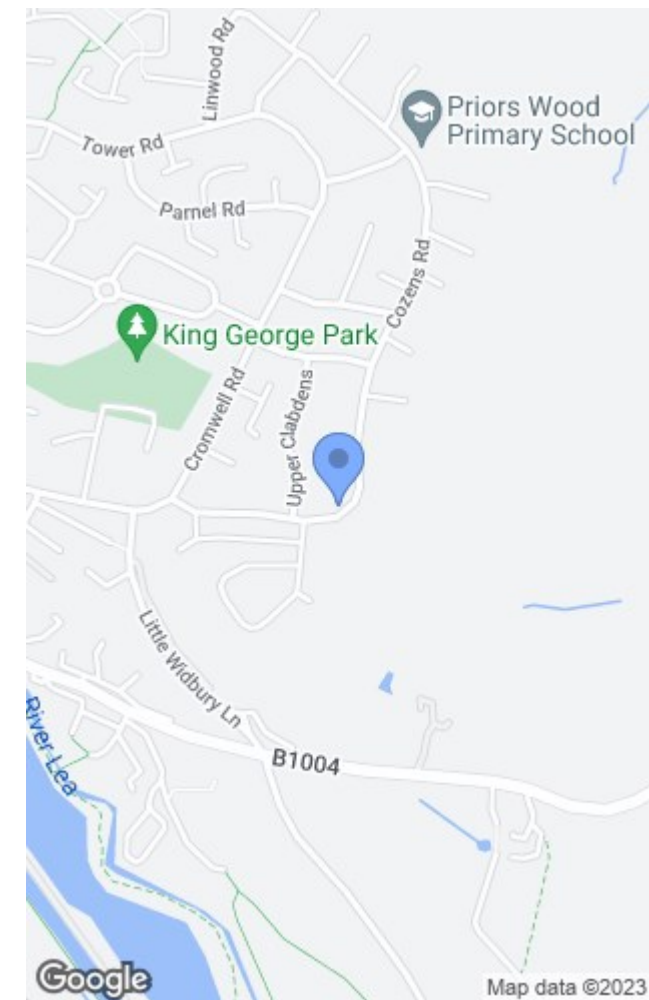 Linwood Rd
Priors Wood
Primary School
Tower Rd
Parnel Rd
Cozens Rd
King George Park
Cromwell Rd
Upper Clabdens
Little Widbury Ln
River Lea
B1004
Google
Map data ©2023